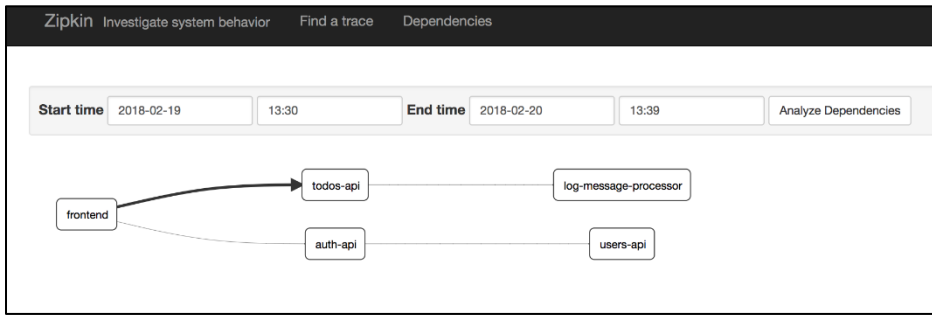 Zipkin Investigate system behavior Find a trace Dependencies
Start time 2018-02-19 13:30 End time 2018-02-20 13:39 Analyze Dependencies
todos-api log-message-processor
frontend
auth-api users-api